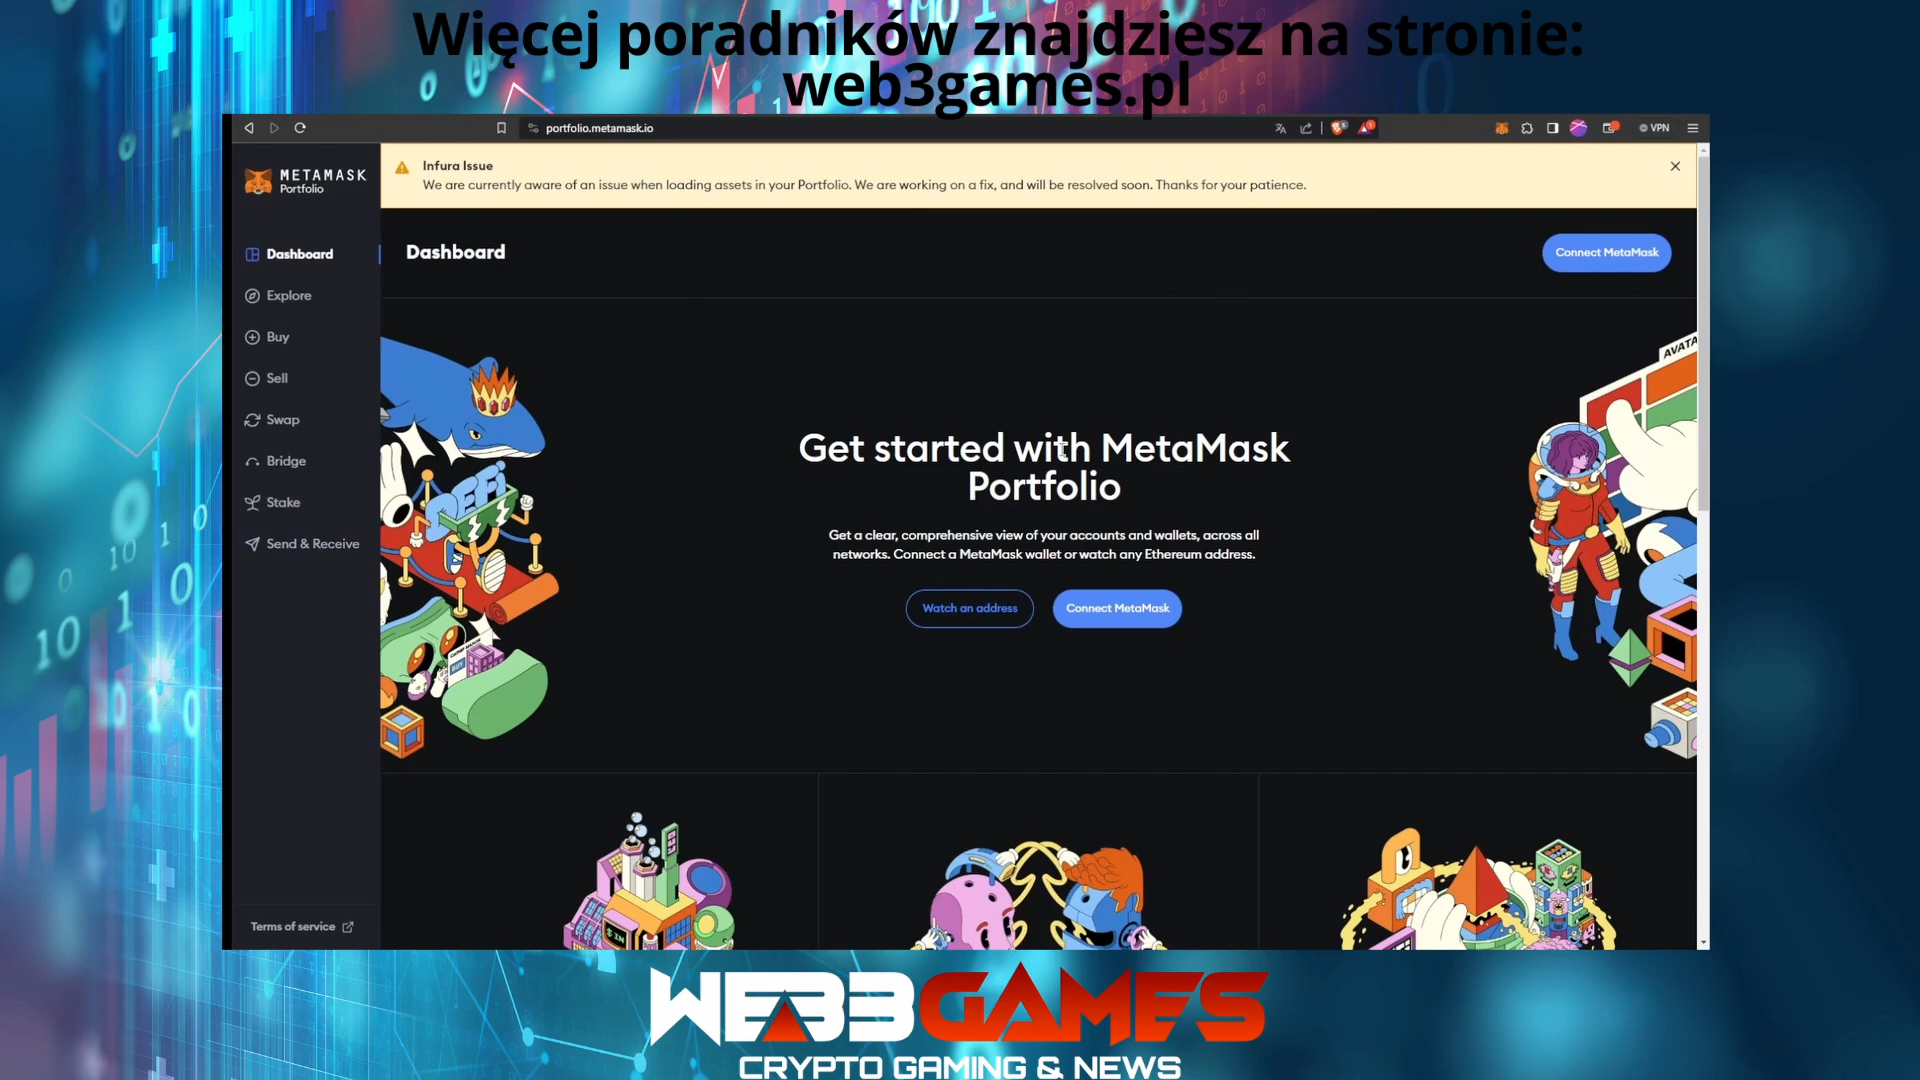 Więcej poradników znajdziesz na stronie:
web3games.pl
portfolio.metamask.io
VPN
METAMASK
Portfolio
Infura Issue
We are currently aware of an issue when loading assets in your Portfolio. We are working on a fix, and will be resolved soon. Thanks for your patience.
Dashboard
Explore
Buy
Sell
Swap
Bridge
Stake
Send & Receive
Terms of service
Dashboard
Connect MetaMask
Get started with MetaMask
Portfolio
Get a clear, comprehensive view of your accounts and wallets, across all
networks. Connect a MetaMask wallet or watch any Ethereum address.
Watch an address
Connect MetaMask
DEFI
BUY
AVATA
$IN
WEB3GAMES
CRYPTO GAMING & NEWS